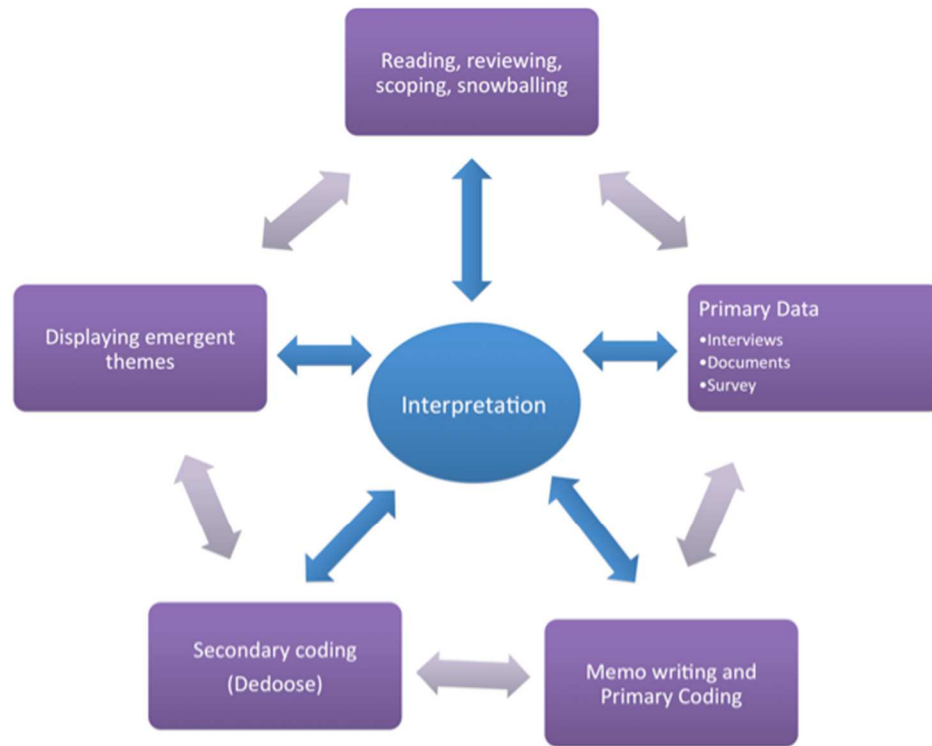 Reading, reviewing,
scoping, snowballing
Displaying emergent
themes
Primary Data
•Interviews
•Documents
•Survey
Interpretation
Secondary coding
(Dedoose)
Memo writing and
Primary Coding